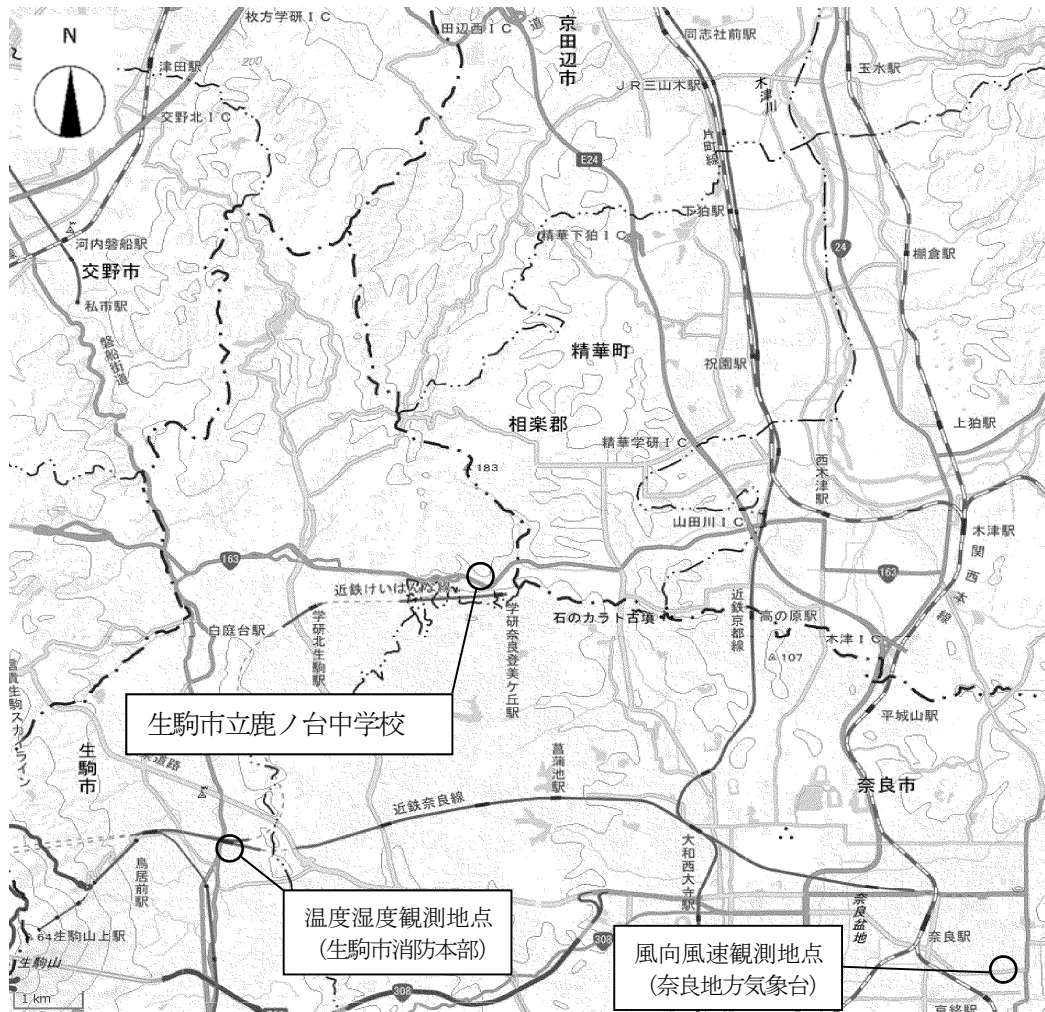 枚方学研IC
田辺西IC
道
京田辺市
同志社前駅
N
津田駅
200
玉水駅
JR三山木駅
木津川
交野北IC
片町線
E24
下狛駅
精華下狛IC
24
棚倉駅
河内磐船駅
交野市
私市駅
磐船街道
精華町
祝園駅
相楽郡
上狛駅
精華学研IC
183
西木津駅
山田川IC
木津駅
関西本線
163
163
近鉄けいはんな線
石のカラト古墳
高の原駅
近鉄京都線
木津IC
白庭台駅
学研北生駒駅
学研奈良登美ケ丘駅
107
生駒市立鹿ノ台中学校
平城山駅
生駒市
菖蒲池駅
奈良市
近鉄奈良線
大和西大寺駅
鳥居前駅
温度湿度観測地点
(生駒市消防本部)
奈良盆地
風向風速観測地点
(奈良地方気象台)
奈良駅
308
64生駒山上駅
生駒山
1 km
308
京終駅